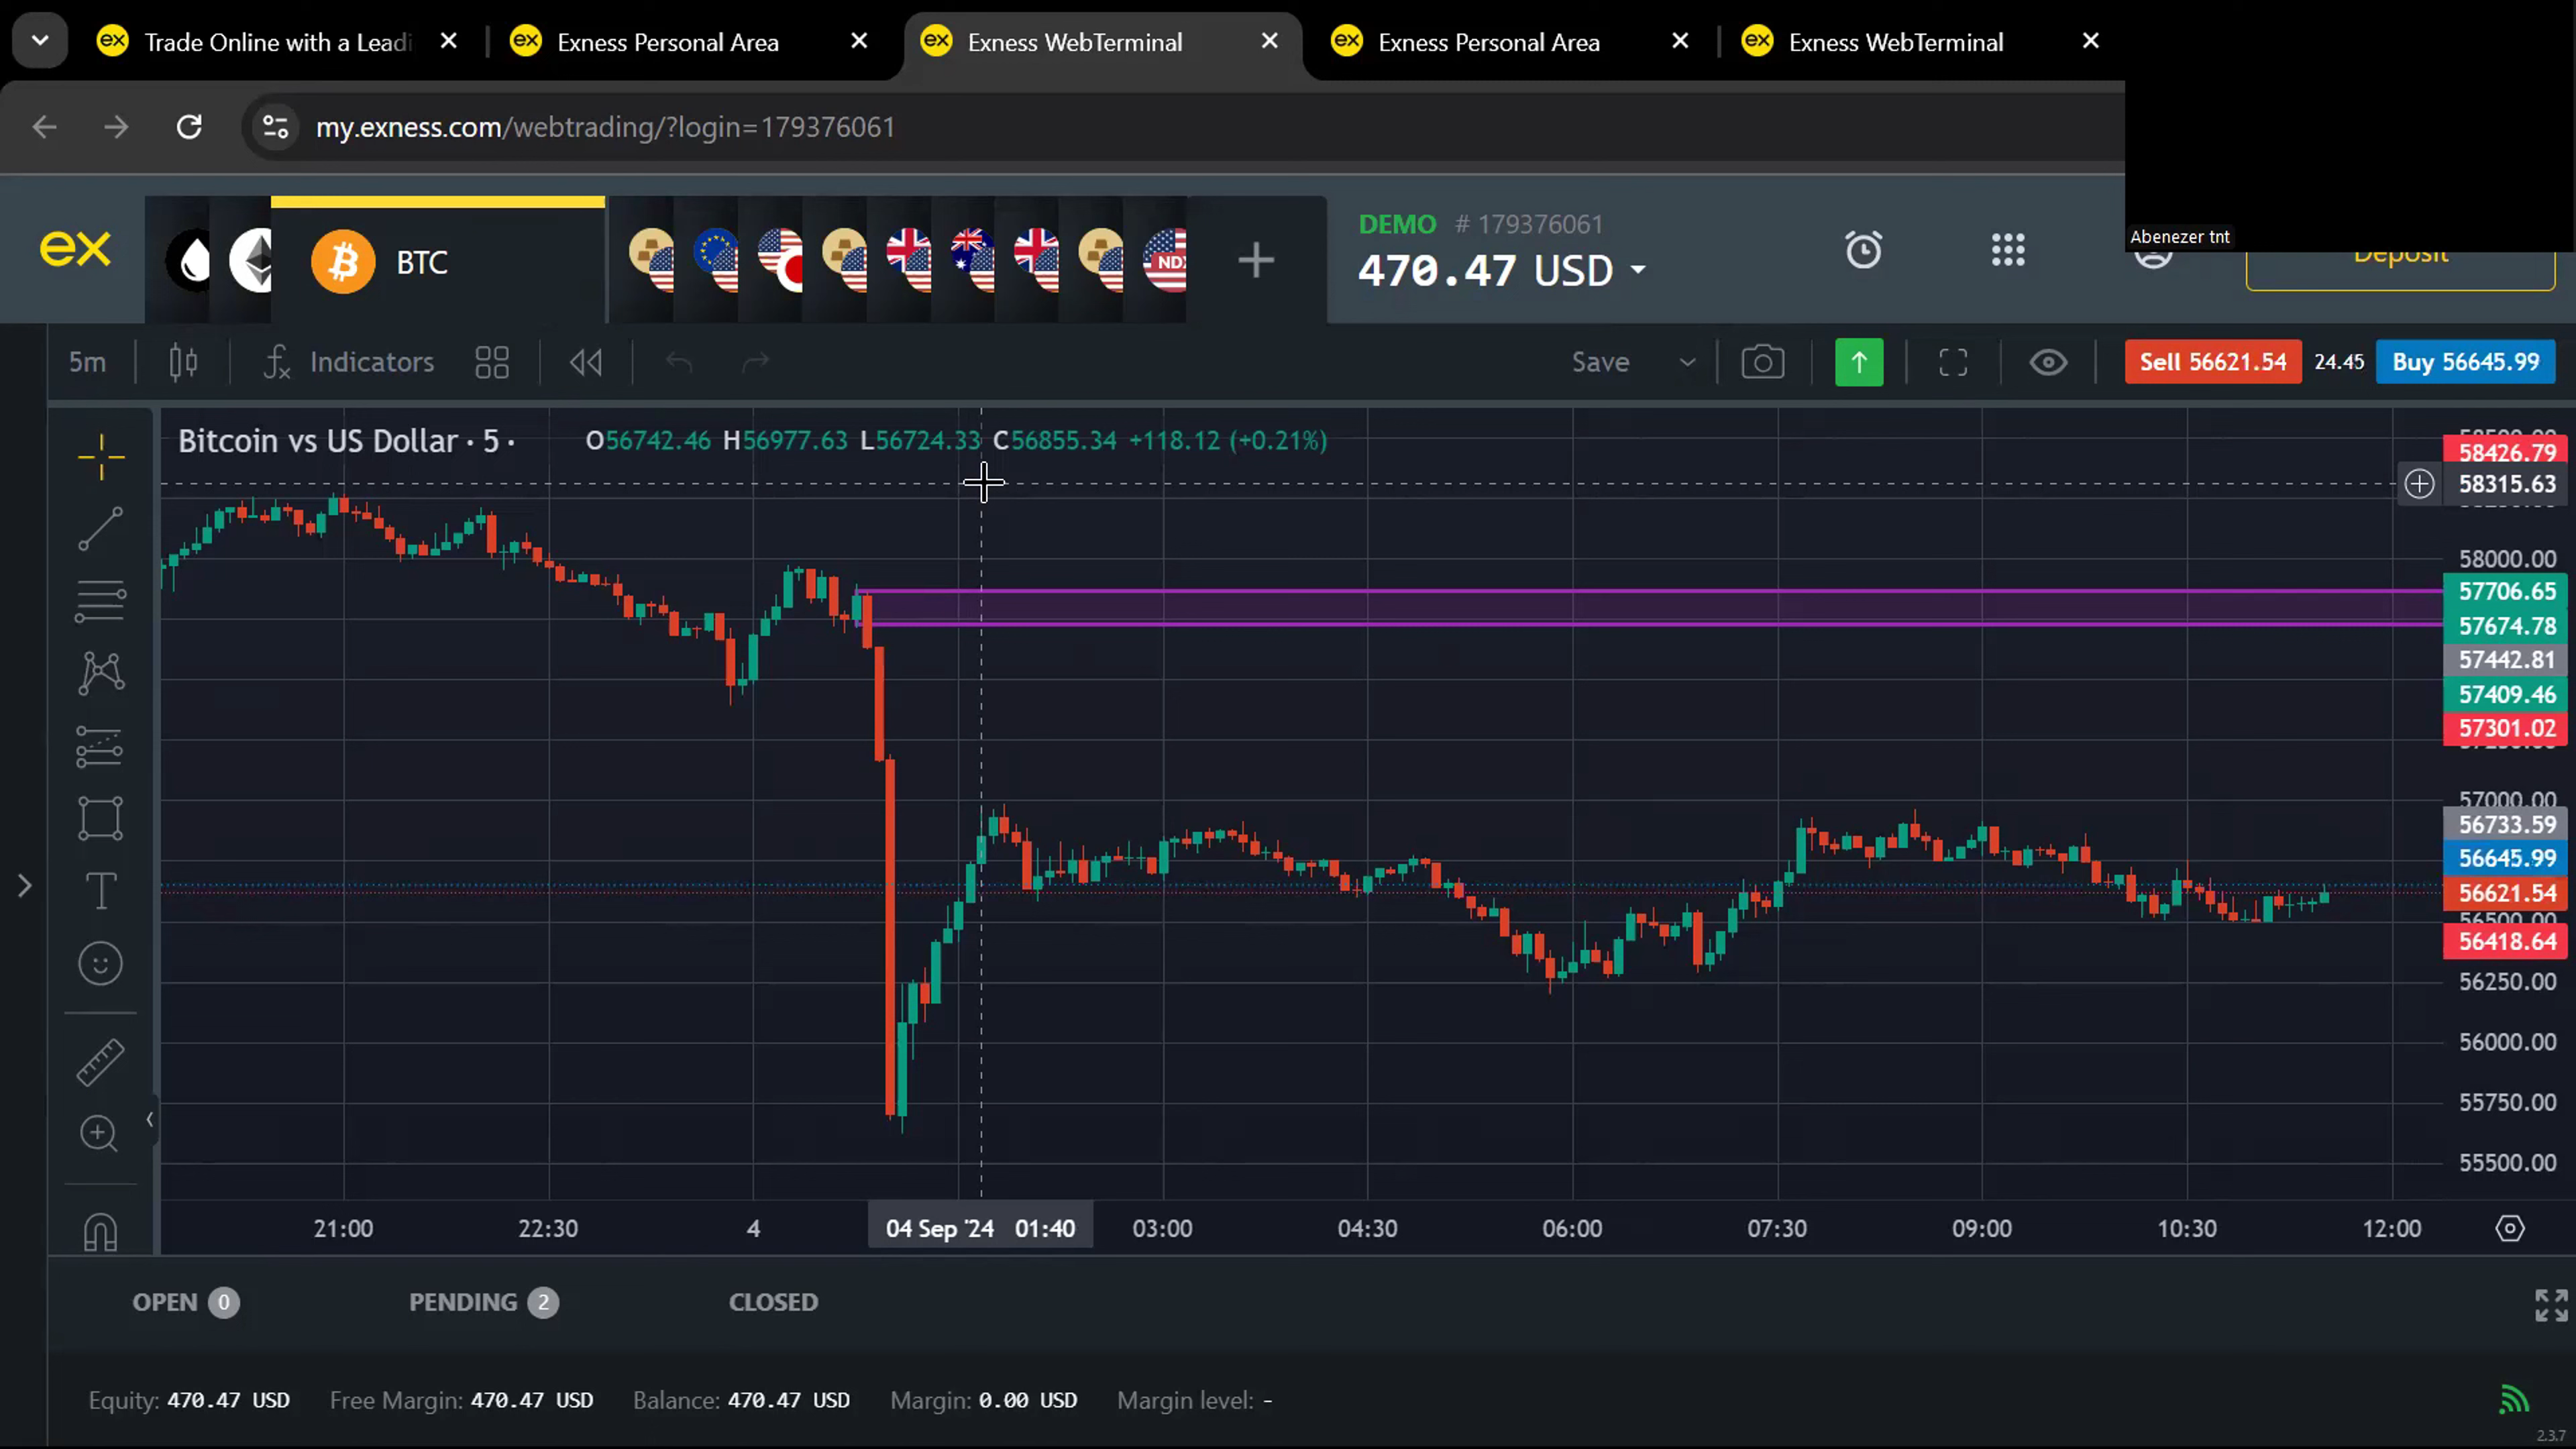 Trade Online with a Leadi
Exness Personal Area
Exness WebTerminal
Exness Personal Area
Exness WebTerminal
my.exness.com/webtrading/?login=179376061
ex
BTC
NDX
DEMO # 179376061
470.47 USD
Abenezer tnt
Deposit
5m
Indicators
Save
Sell 56621.54
24.45
Buy 56645.99
Bitcoin vs US Dollar · 5 ·
O56742.46 H56977.63 L56724.33 C56855.34 +118.12 (+0.21%)
58426.79
58315.63
58000.00
57706.65
57674.78
57442.81
57409.46
57301.02
57000.00
56733.59
56645.99
56621.54
56500.00
56418.64
56250.00
56000.00
55750.00
55500.00
21:00
22:30
4
04 Sep '24 01:40
03:00
04:30
06:00
07:30
09:00
10:30
12:00
OPEN 0
PENDING 2
CLOSED
Equity: 470.47 USD
Free Margin: 470.47 USD
Balance: 470.47 USD
Margin: 0.00 USD
Margin level: -
2.3.7